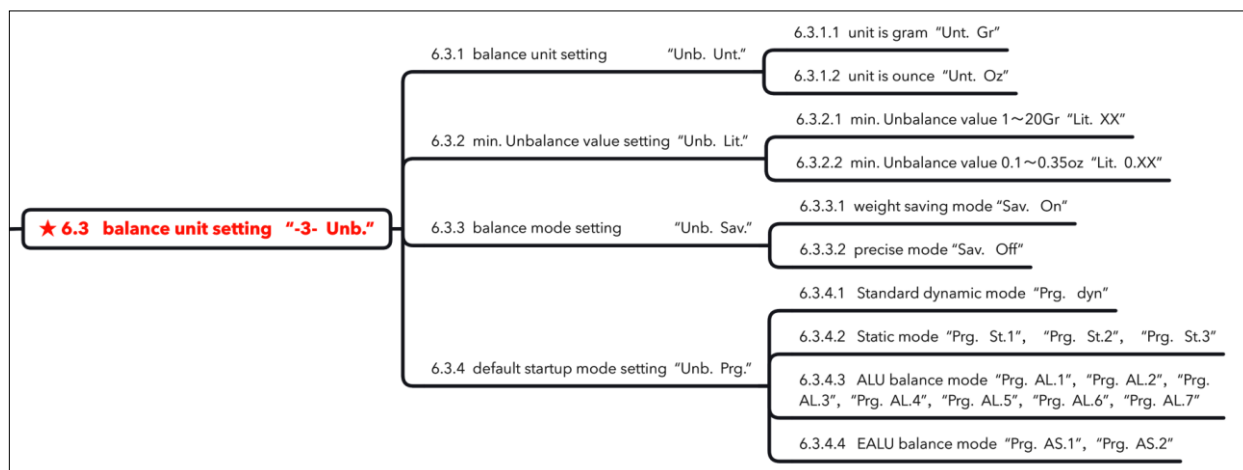 ★ 6.3 balance unit setting “-3- Unb.”
6.3.1 balance unit setting “Unb. Unt.”
6.3.1.1 unit is gram “Unt. Gr”
6.3.1.2 unit is ounce “Unt. Oz”
6.3.2 min. Unbalance value setting “Unb. Lit.”
6.3.2.1 min. Unbalance value 1～20Gr “Lit. XX”
6.3.2.2 min. Unbalance value 0.1～0.35oz “Lit. 0.XX”
6.3.3 balance mode setting “Unb. Sav.”
6.3.3.1 weight saving mode “Sav. On”
6.3.3.2 precise mode “Sav. Off”
6.3.4 default startup mode setting “Unb. Prg.”
6.3.4.1 Standard dynamic mode “Prg. dyn”
6.3.4.2 Static mode “Prg. St.1”, “Prg. St.2”, “Prg. St.3”
6.3.4.3 ALU balance mode “Prg. AL.1”, “Prg. AL.2”, “Prg.
AL.3”, “Prg. AL.4”, “Prg. AL.5”, “Prg. AL.6”, “Prg. AL.7”
6.3.4.4 EALU balance mode “Prg. AS.1”, “Prg. AS.2”